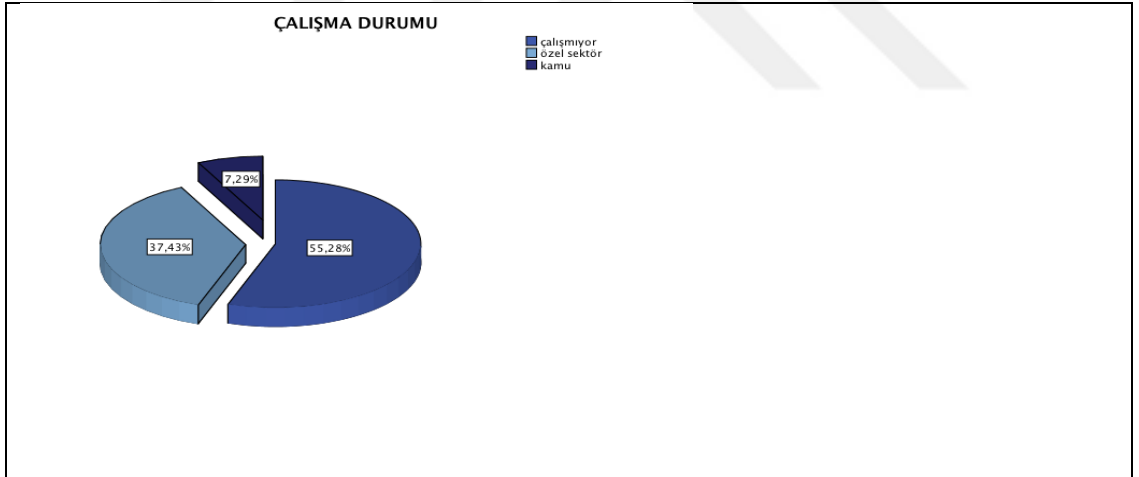 ÇALIŞMA DURUMU
çalışmıyor
özel sektör
kamu
7,29%
37,43%
55,28%